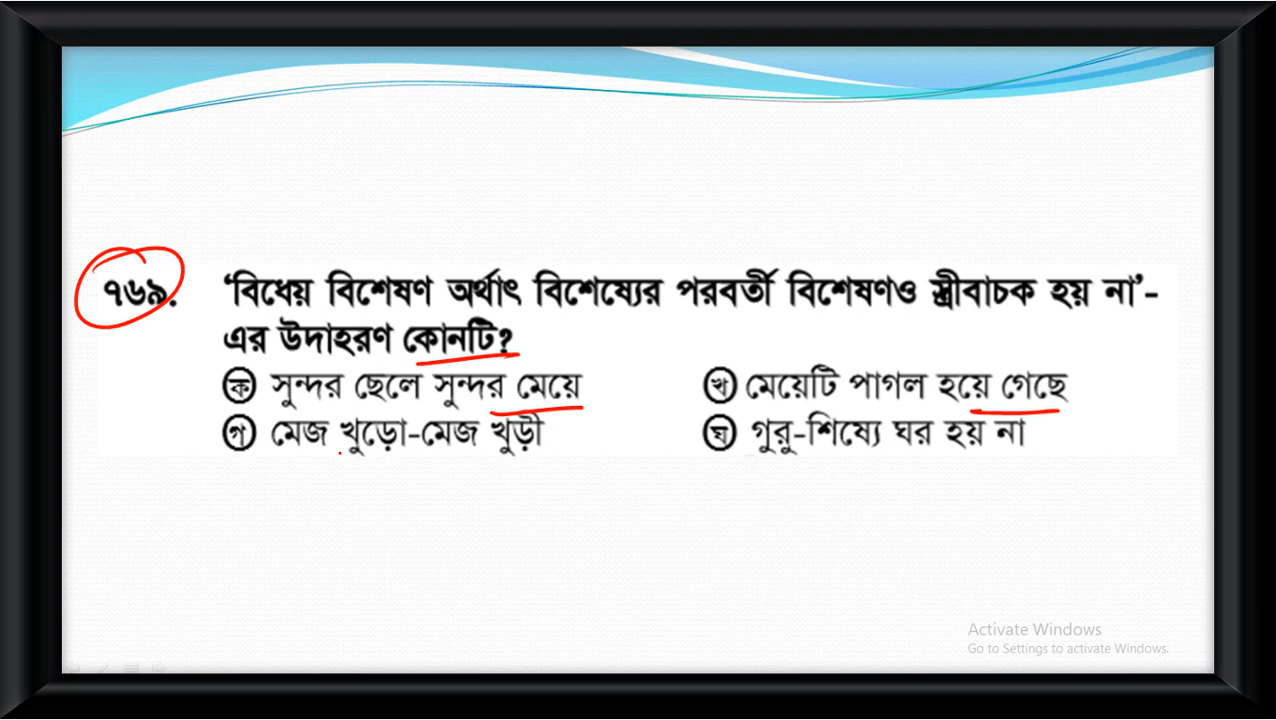 ৭৬৯. ‘বিধেয় বিশেষণ অর্থাৎ বিশেষ্যের পরবর্তী বিশেষণও স্ত্রীবাচক হয় না’-
এর উদাহরণ কোনটি?
ক সুন্দর ছেলে সুন্দর মেয়ে খ মেয়েটি পাগল হয়ে গেছে
গ মেজ খুড়ো-মেজ খুড়ী ঘ গুরু-শিষ্যে ঘর হয় না
Activate Windows
Go to Settings to activate Windows.